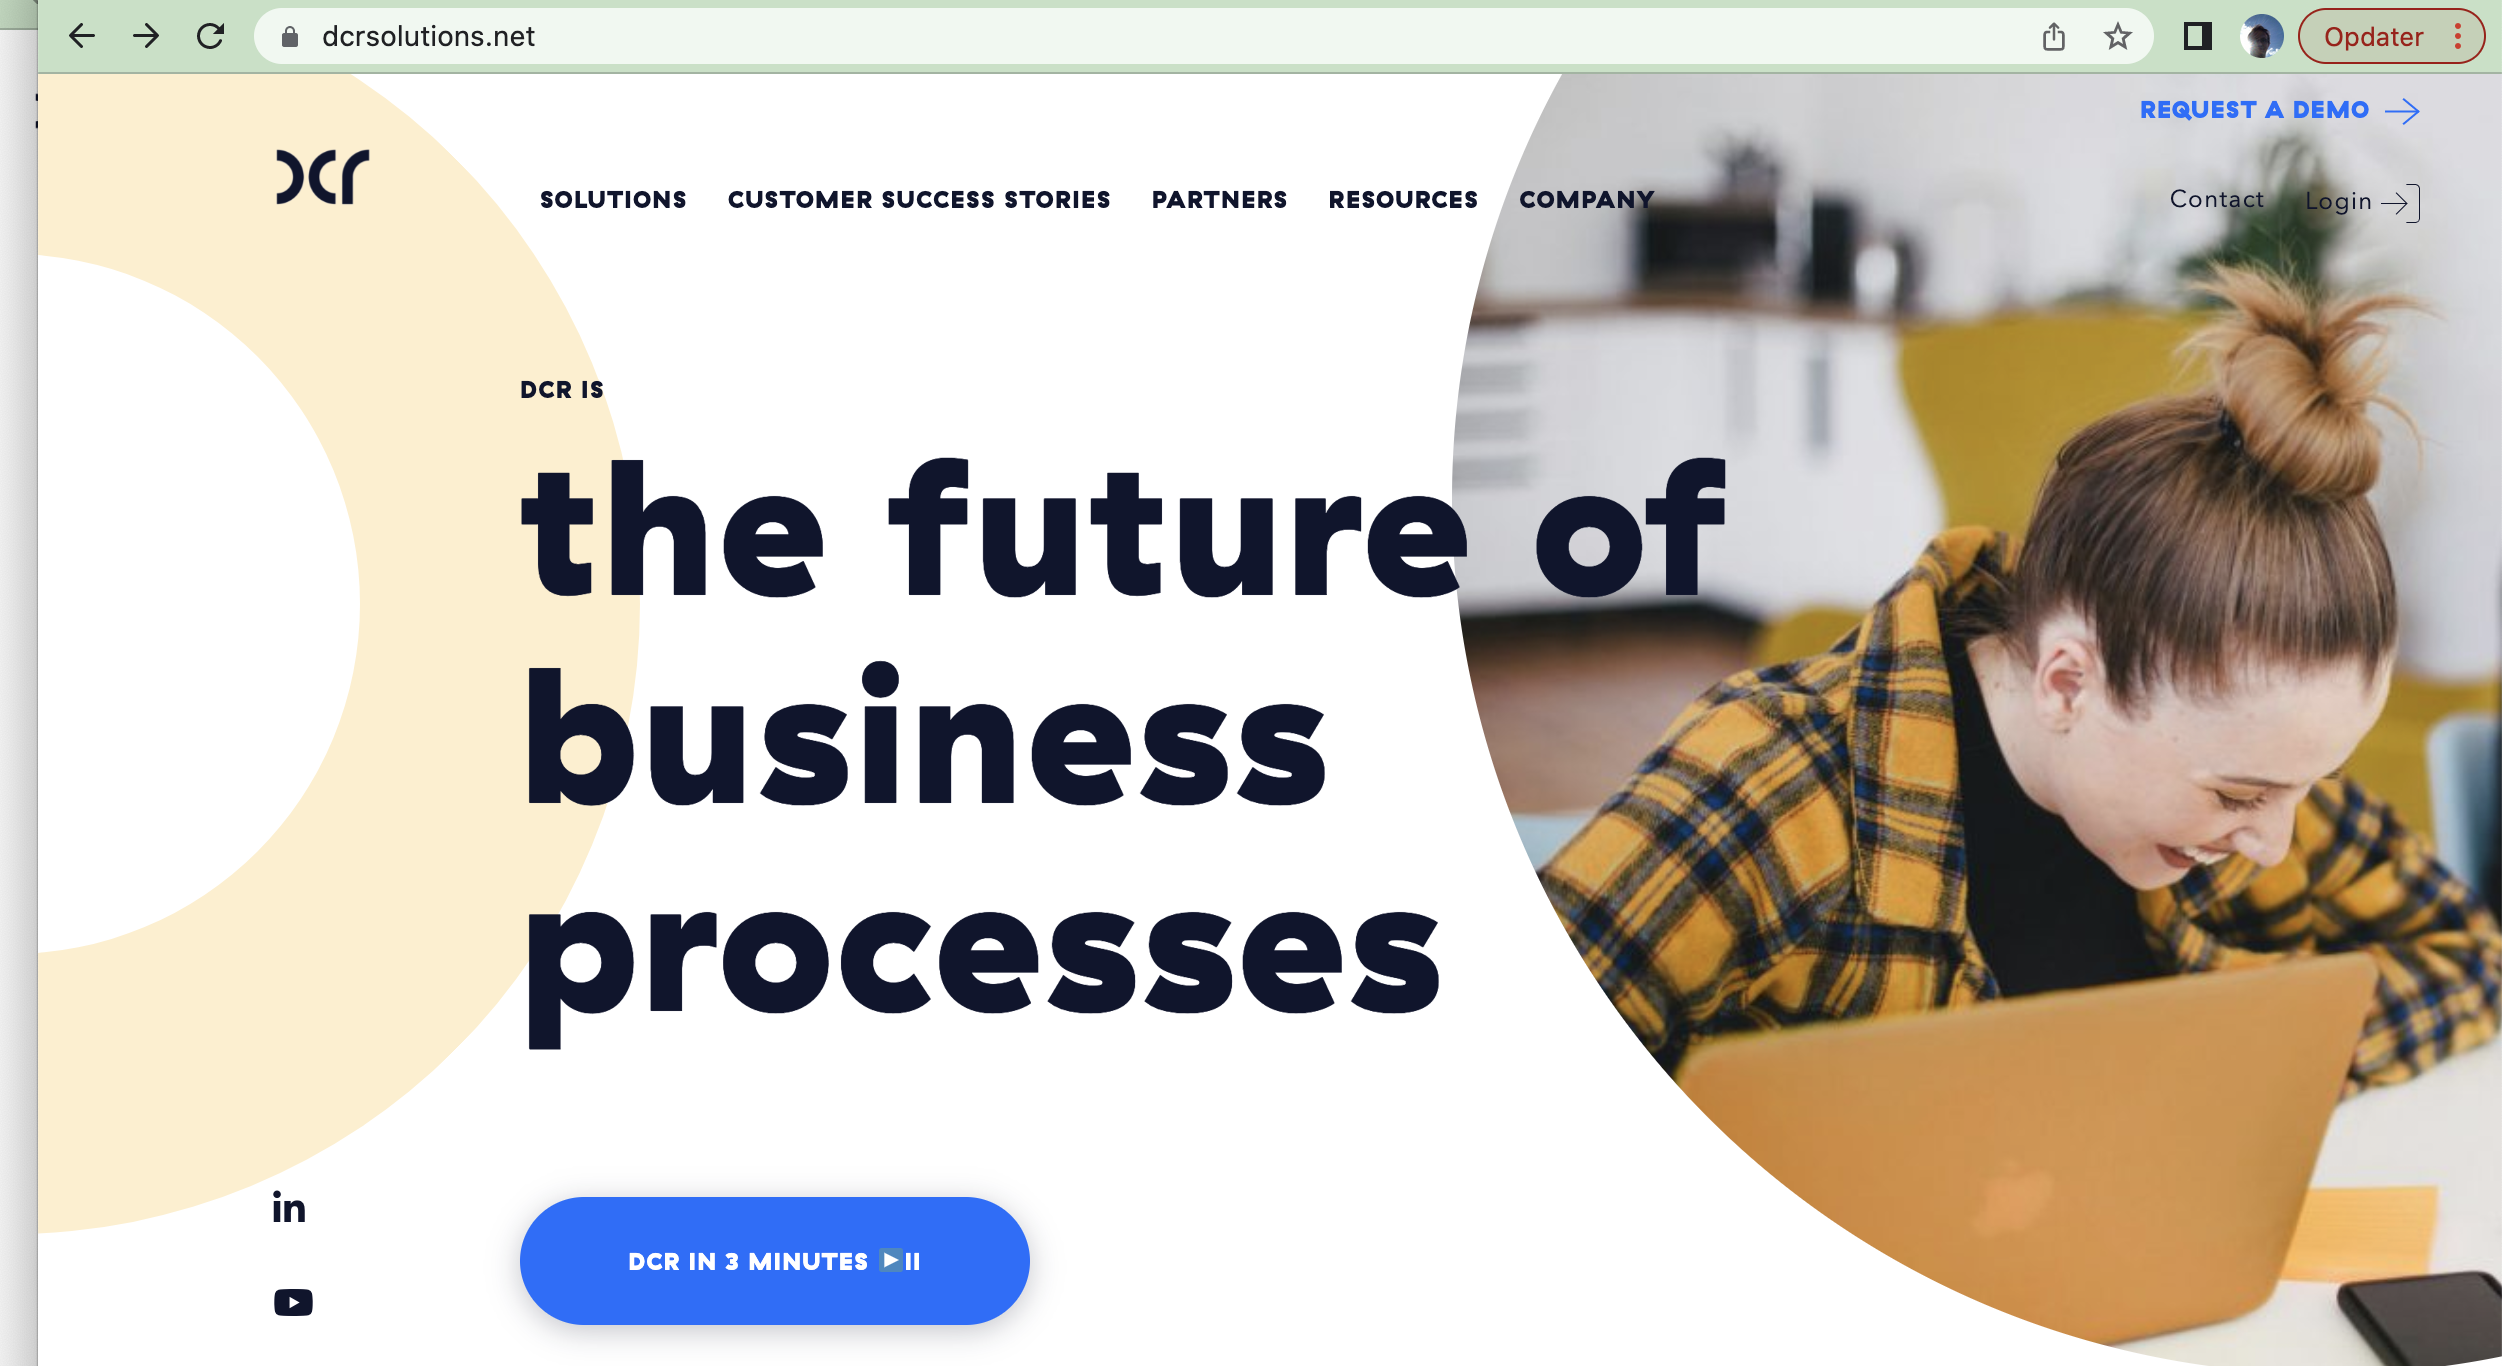 dcrsolutions.net
Opdater
REQUEST A DEMO
dcr
SOLUTIONS CUSTOMER SUCCESS STORIES PARTNERS RESOURCES COMPANY
Contact Login
DCR IS
the future of
business
processes
in
DCR IN 3 MINUTES ▶️II